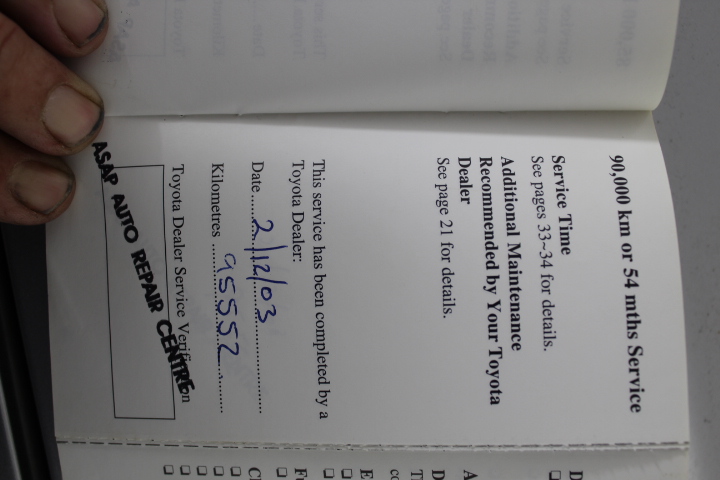 90,000 km or 54 mths Service
Service Time
See pages 33~34 for details.
Additional Maintenance
Recommended by Your Toyota
Dealer
See page 21 for details.
This service has been completed by a
Toyota Dealer:
Date ..... 2/12/03 .....
Kilometres ..... 95552 .....
Toyota Dealer Service Verification
ASAP AUTO REPAIR CENTRE